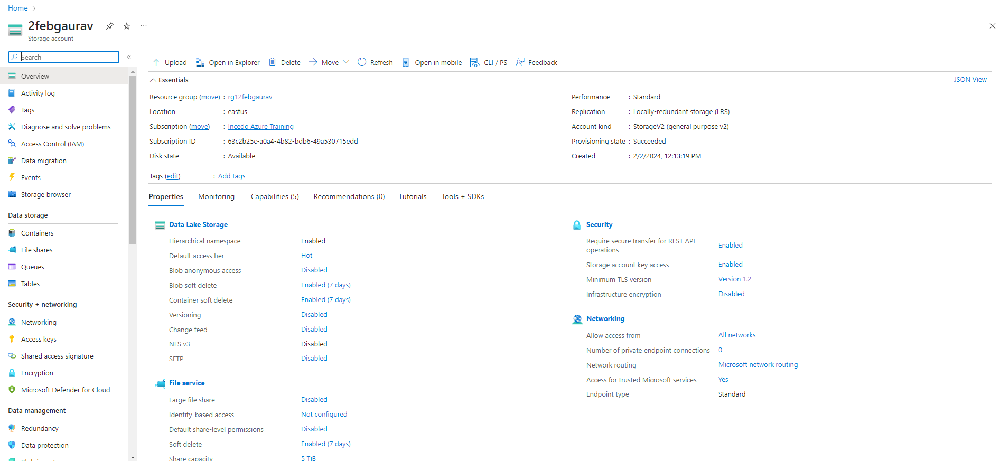 Home
2febgaurav
Storage account
Search
Overview
Activity log
Tags
Diagnose and solve problems
Access Control (IAM)
Data migration
Events
Storage browser
Data storage
Containers
File shares
Queues
Tables
Security + networking
Networking
Access keys
Shared access signature
Encryption
Microsoft Defender for Cloud
Data management
Redundancy
Data protection
Upload Open in Explorer Delete Move Refresh Open in mobile CLI / PS Feedback
Essentials
JSON View
Resource group (move) : rg12febgaurav
Location : eastus
Subscription (move) : Incedo Azure Training
Subscription ID : 63c2b25c-a0a4-4b82-bdb6-49a530715edd
Disk state : Available
Performance : Standard
Replication : Locally-redundant storage (LRS)
Account kind : StorageV2 (general purpose v2)
Provisioning state : Succeeded
Created : 2/2/2024, 12:13:19 PM
Tags (edit) : Add tags
Properties Monitoring Capabilities (5) Recommendations (0) Tutorials Tools + SDKs
Data Lake Storage
Hierarchical namespace Enabled
Default access tier Hot
Blob anonymous access Disabled
Blob soft delete Enabled (7 days)
Container soft delete Enabled (7 days)
Versioning Disabled
Change feed Disabled
NFS v3 Disabled
SFTP Disabled
File service
Large file share Disabled
Identity-based access Not configured
Default share-level permissions Disabled
Soft delete Enabled (7 days)
Share capacity 5 TiB
Security
Require secure transfer for REST API
operations Enabled
Storage account key access Enabled
Minimum TLS version Version 1.2
Infrastructure encryption Disabled
Networking
Allow access from All networks
Number of private endpoint connections 0
Network routing Microsoft network routing
Access for trusted Microsoft services Yes
Endpoint type Standard